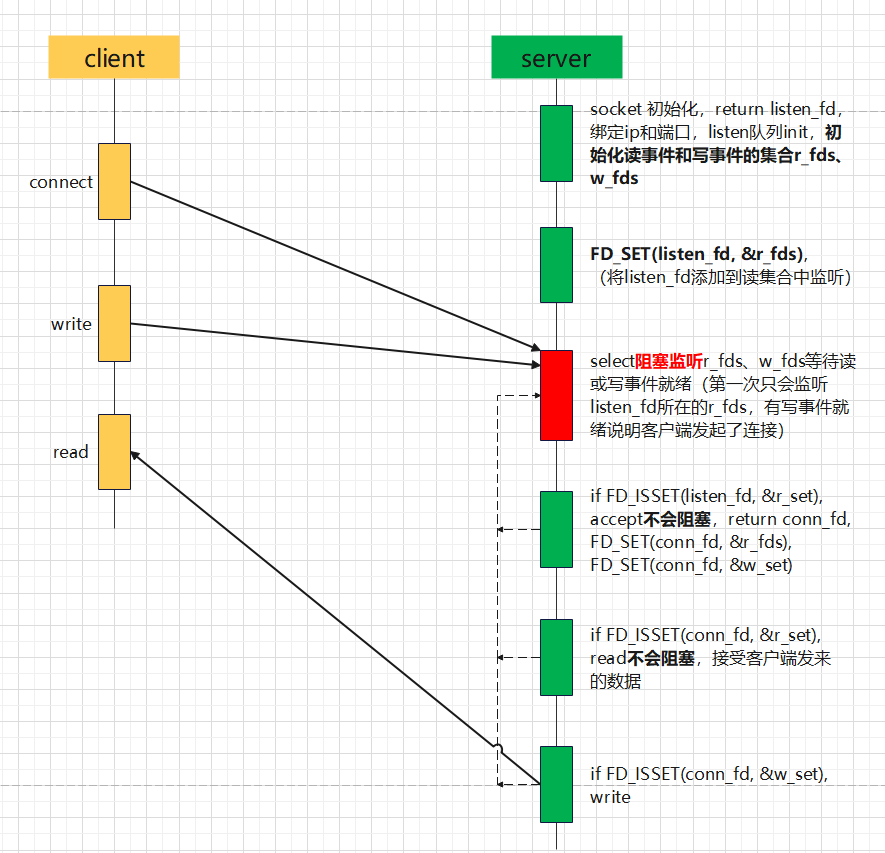 client
server
socket 初始化，return listen_fd，
绑定ip和端口，listen队列init，初
始化读事件和写事件的集合r_fds、
w_fds
connect
FD_SET(listen_fd, &r_fds),
（将listen_fd添加到读集合中监听）
write
select阻塞监听r_fds、w_fds等待读
或写事件就绪（第一次只会监听
listen_fd所在的r_fds，有写事件就
绪说明客户端发起了连接）
read
if FD_ISSET(listen_fd, &r_set),
accept不会阻塞，return conn_fd,
FD_SET(conn_fd, &r_fds),
FD_SET(conn_fd, &w_set)
if FD_ISSET(conn_fd, &r_set),
read不会阻塞，接受客户端发来
的数据
if FD_ISSET(conn_fd, &w_set),
write